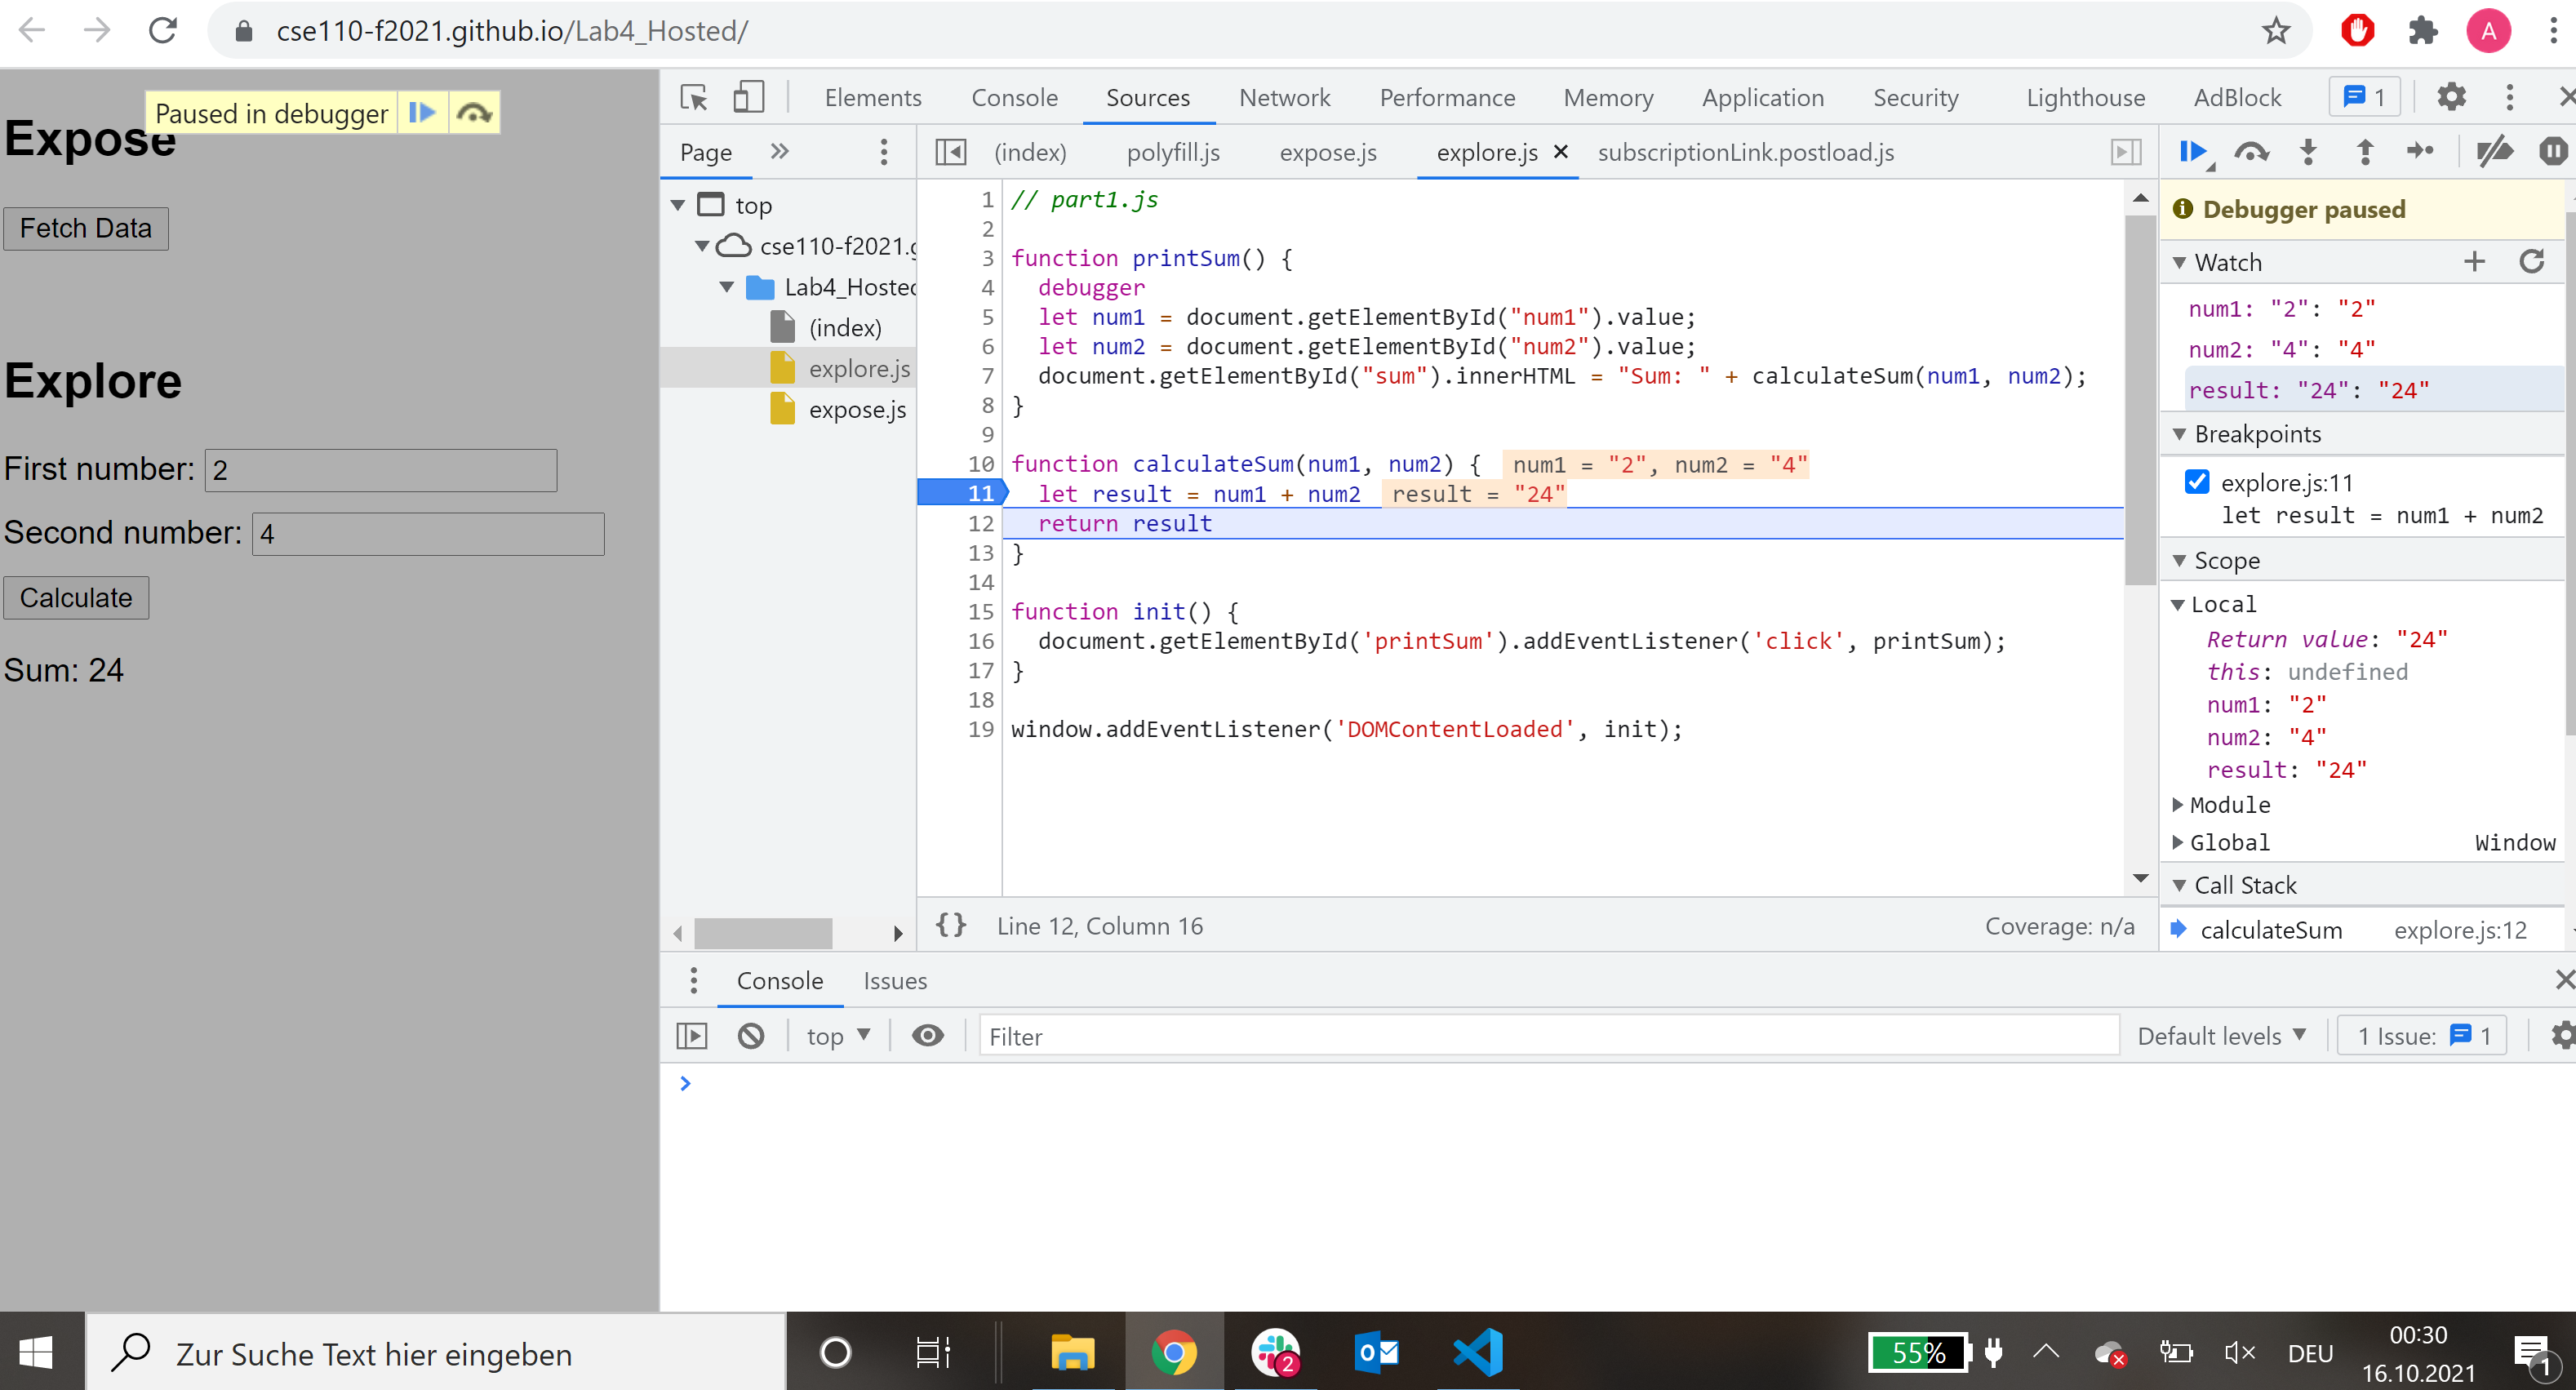 cse110-f2021.github.io/Lab4_Hosted/
A
Paused in debugger
Expose
Fetch Data
Explore
First number: 2
Second number: 4
Calculate
Sum: 24
Elements Console Sources Network Performance Memory Application Security Lighthouse AdBlock 1
Page » (index) polyfill.js expose.js explore.js × subscriptionLink.postload.js
top
cse110-f2021.g
Lab4_Hosted
(index)
explore.js
expose.js
1 // part1.js
2
3 function printSum() {
4 debugger
5 let num1 = document.getElementById("num1").value;
6 let num2 = document.getElementById("num2").value;
7 document.getElementById("sum").innerHTML = "Sum: " + calculateSum(num1, num2);
8 }
9
10 function calculateSum(num1, num2) { num1 = "2", num2 = "4"
11 let result = num1 + num2 result = "24"
12 return result
13 }
14
15 function init() {
16 document.getElementById('printSum').addEventListener('click', printSum);
17 }
18
19 window.addEventListener('DOMContentLoaded', init);
{} Line 12, Column 16 Coverage: n/a
Debugger paused
Watch
num1: "2": "2"
num2: "4": "4"
result: "24": "24"
Breakpoints
explore.js:11
let result = num1 + num2
Scope
Local
Return value: "24"
this: undefined
num1: "2"
num2: "4"
result: "24"
Module
Global Window
Call Stack
calculateSum explore.js:12
Console Issues
top Filter Default levels 1 Issue: 1
Zur Suche Text hier eingeben
2
55%
DEU
00:30
16.10.2021
1